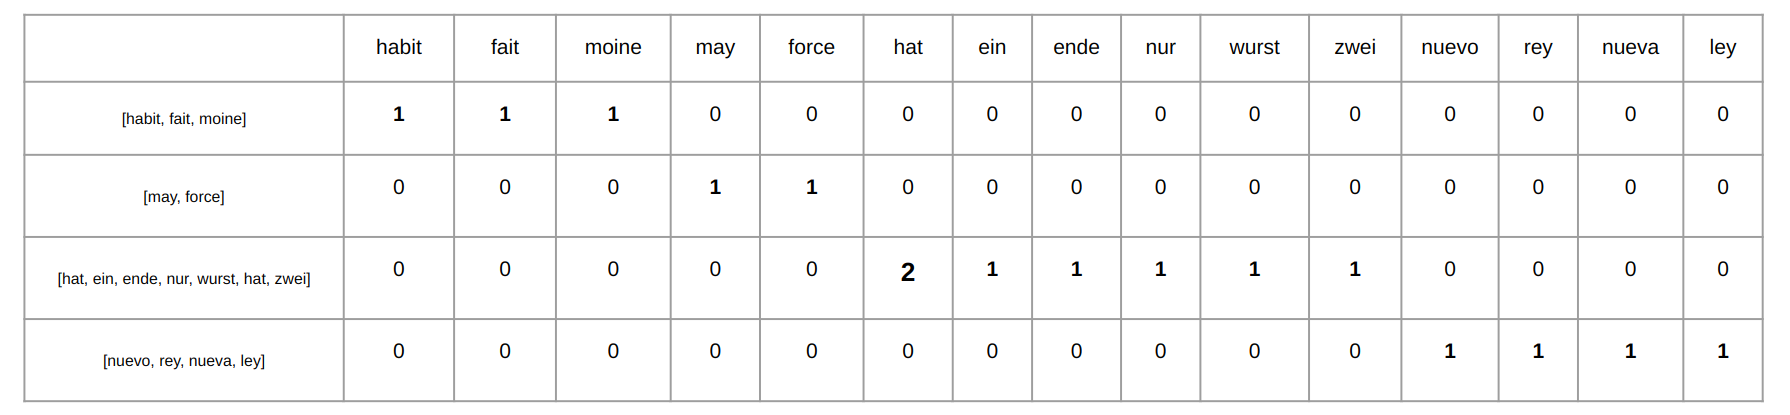 habit fait moine may force hat ein ende nur wurst zwei nuevo rey nueva ley
[habit, fait, moine] 1 1 1 0 0 0 0 0 0 0 0 0 0 0 0
[may, force] 0 0 0 1 1 0 0 0 0 0 0 0 0 0 0
[hat, ein, ende, nur, wurst, hat, zwei] 0 0 0 0 0 2 1 1 1 1 1 0 0 0 0
[nuevo, rey, nueva, ley] 0 0 0 0 0 0 0 0 0 0 0 1 1 1 1